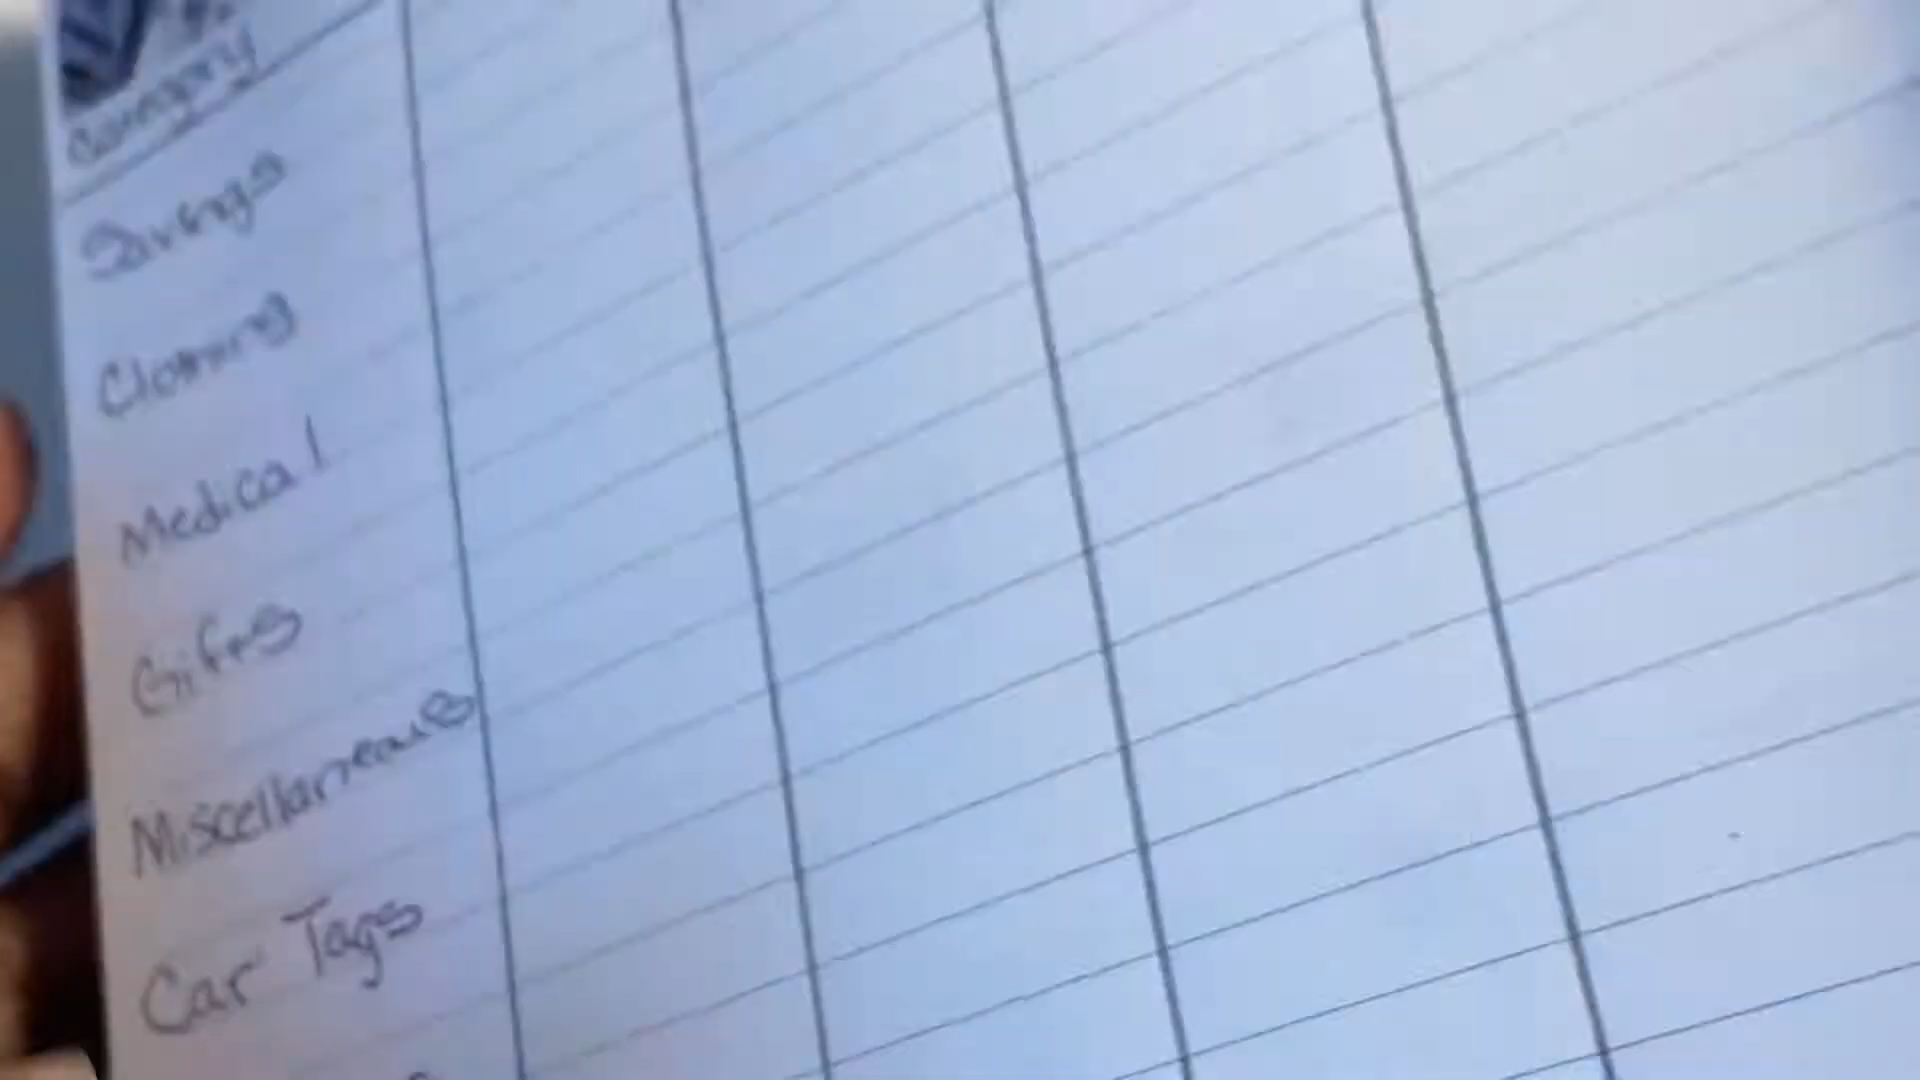 Category
Savings
Clothing
Medical
Gifts
Miscellaneous
Car Tags